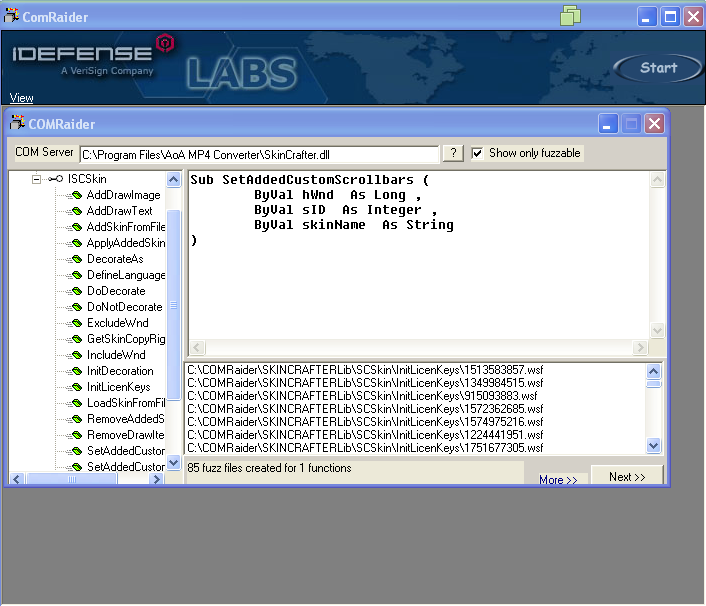 ComRaider
iDEFENSE
A VeriSign Company
LABS
Start
View
COMRaider
COM Server
C:\Program Files\AoA MP4 Converter\SkinCrafter.dll
?
Show only fuzzable
ISCSkin
AddDrawImage
AddDrawText
AddSkinFromFile
ApplyAddedSkin
DecorateAs
DefineLanguage
DoDecorate
DoNotDecorate
ExcludeWnd
GetSkinCopyRig
IncludeWnd
InitDecoration
InitLicenKeys
LoadSkinFromFil
RemoveAddedS
RemoveDrawIte
SetAddedCustor
SetAddedCustor
Sub SetAddedCustomScrollbars (
ByVal hWnd As Long ,
ByVal sID As Integer ,
ByVal skinName As String
)
C:\COMRaider\SKINCRAFTERLib\SCSkin\InitLicenKeys\1513583857.wsf
C:\COMRaider\SKINCRAFTERLib\SCSkin\InitLicenKeys\1349984515.wsf
C:\COMRaider\SKINCRAFTERLib\SCSkin\InitLicenKeys\915093883.wsf
C:\COMRaider\SKINCRAFTERLib\SCSkin\InitLicenKeys\1572362685.wsf
C:\COMRaider\SKINCRAFTERLib\SCSkin\InitLicenKeys\1574975216.wsf
C:\COMRaider\SKINCRAFTERLib\SCSkin\InitLicenKeys\1224441951.wsf
C:\COMRaider\SKINCRAFTERLib\SCSkin\InitLicenKeys\1751677305.wsf
85 fuzz files created for 1 functions
More >>
Next >>